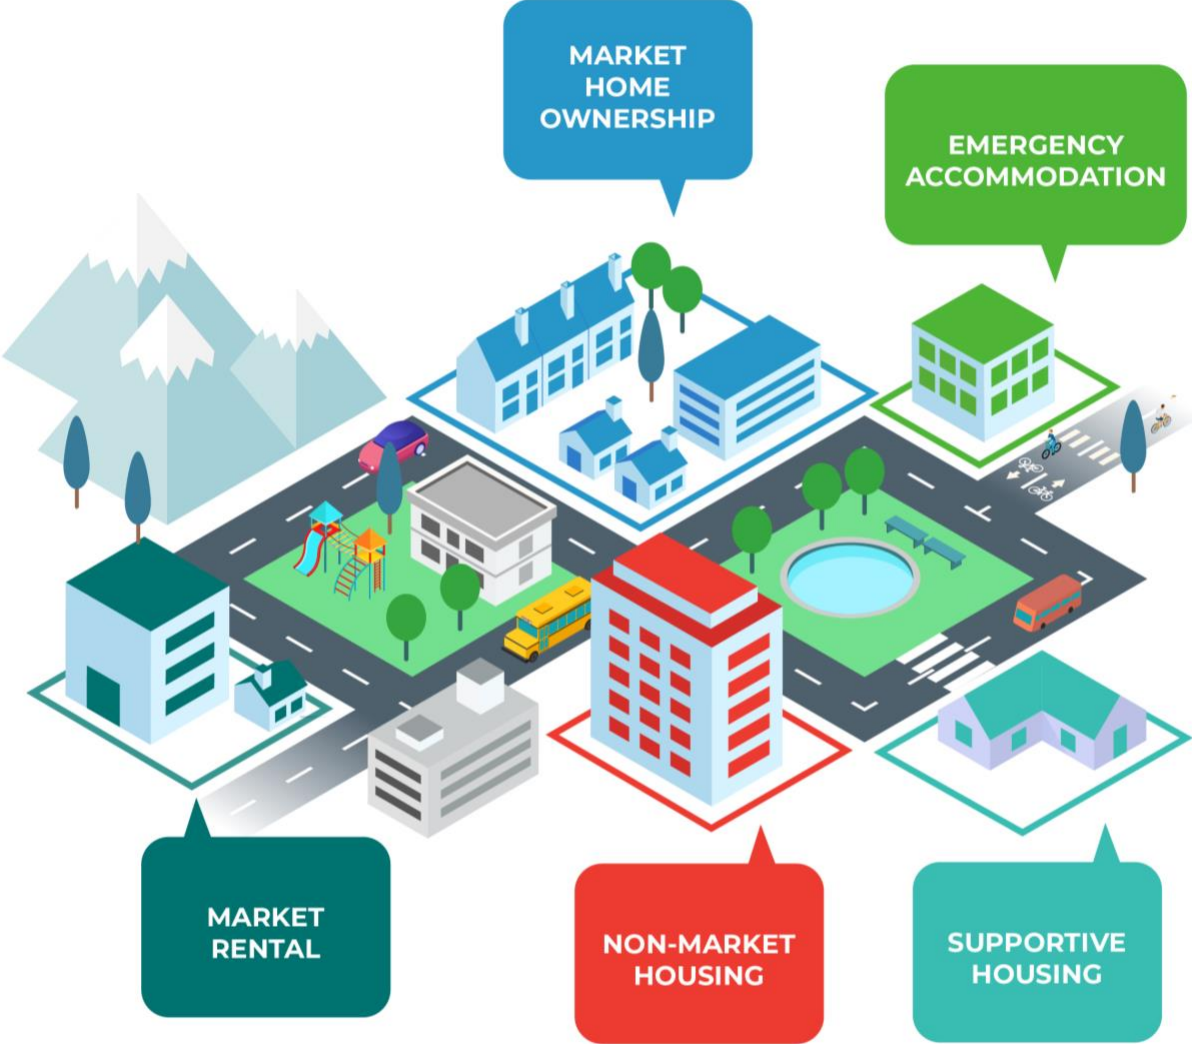 MARKET
HOME
OWNERSHIP
EMERGENCY
ACCOMMODATION
MARKET
RENTAL
NON-MARKET
HOUSING
SUPPORTIVE
HOUSING